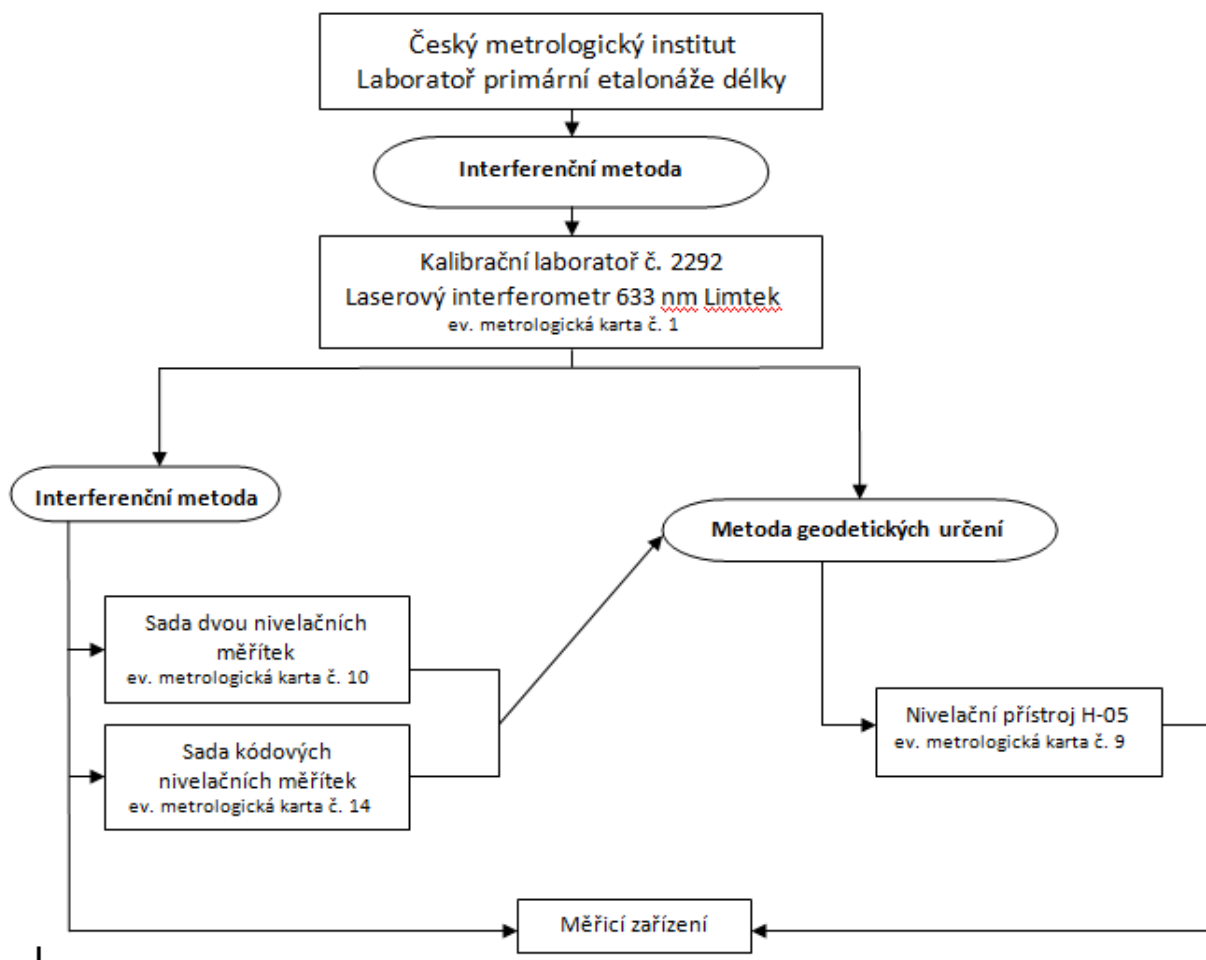 Český metrologický institut
Laboratoř primární etalonáže délky
Interferenční metoda
Kalibrační laboratoř č. 2292
Laserový interferometr 633 nm Limtek
ev. metrologická karta č. 1
Interferenční metoda
Metoda geodetických určení
Sada dvou nivelačních
měřítek
ev. metrologická karta č. 10
Nivelační přístroj H-05
ev. metrologická karta č. 9
Sada kódových
nivelačních měřítek
ev. metrologická karta č. 14
Měřicí zařízení